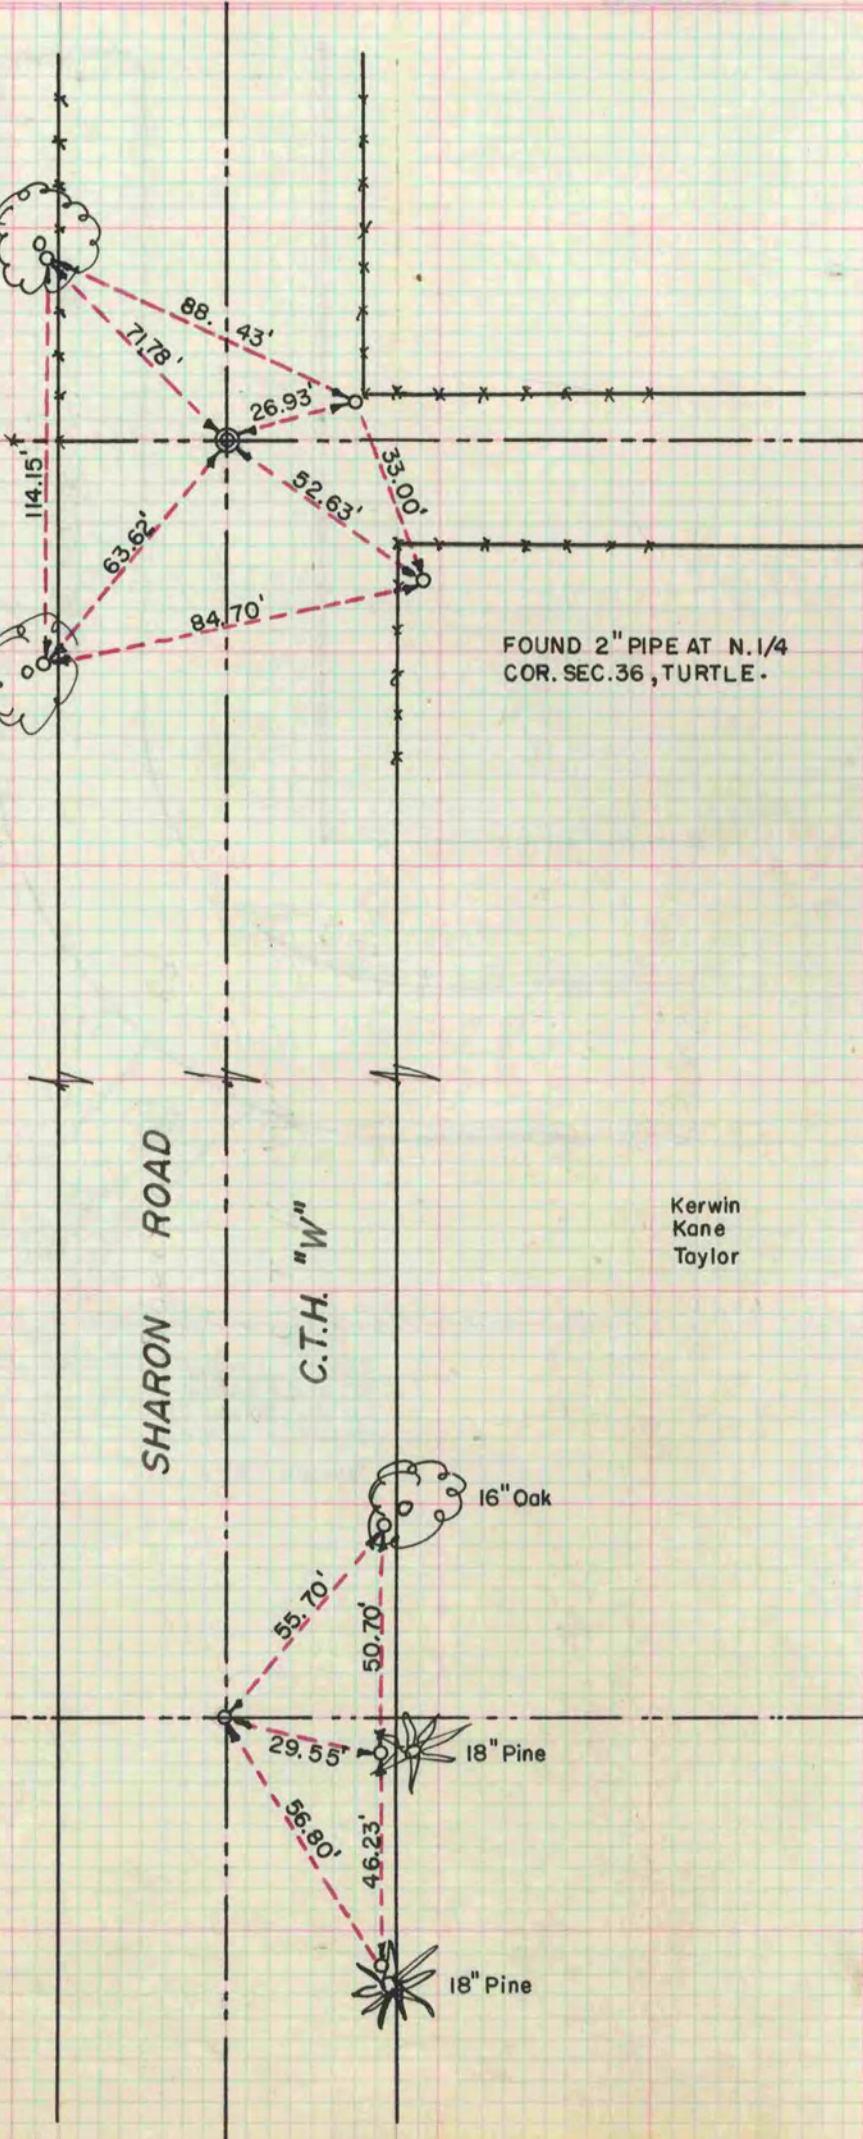 88.43'
71.78'
26.93'
114.15'
33.00'
52.63'
63.62'
84.70'
FOUND 2" PIPE AT N.1/4
COR. SEC.36, TURTLE.
SHARON ROAD
C.T.H. "W"
Kerwin
Kane
Taylor
16" Oak
55.70'
50.70'
29.55'
18" Pine
56.80'
46.23'
18" Pine